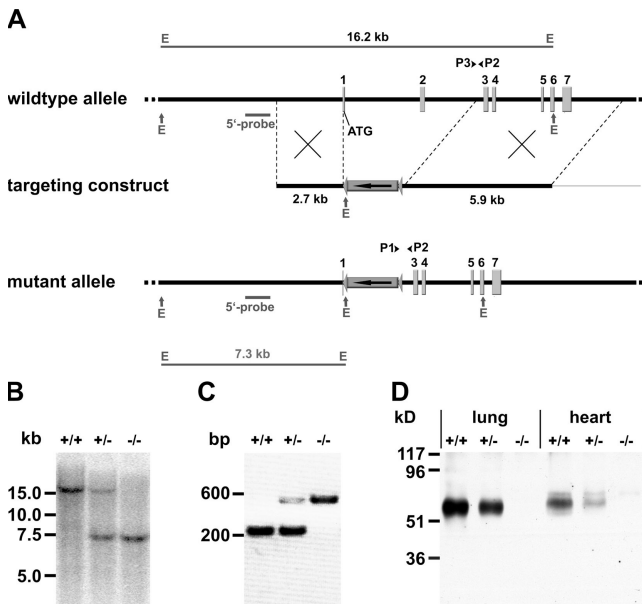 A
16.2 kb
P3 P2
1 2 3 4 5 6 7
wildtype allele
E 5'-probe ATG E
targeting construct
2.7 kb 5.9 kb
E
P1 P2
1 3 4 5 6 7
mutant allele
E 5'-probe E E
E 7.3 kb E
B
kb +/+ +/- -/-
15.0
10.0
7.5
5.0
C
bp +/+ +/- -/-
600
200
D
kD lung heart
+/+ +/- -/- +/+ +/- -/-
117
96
51
36